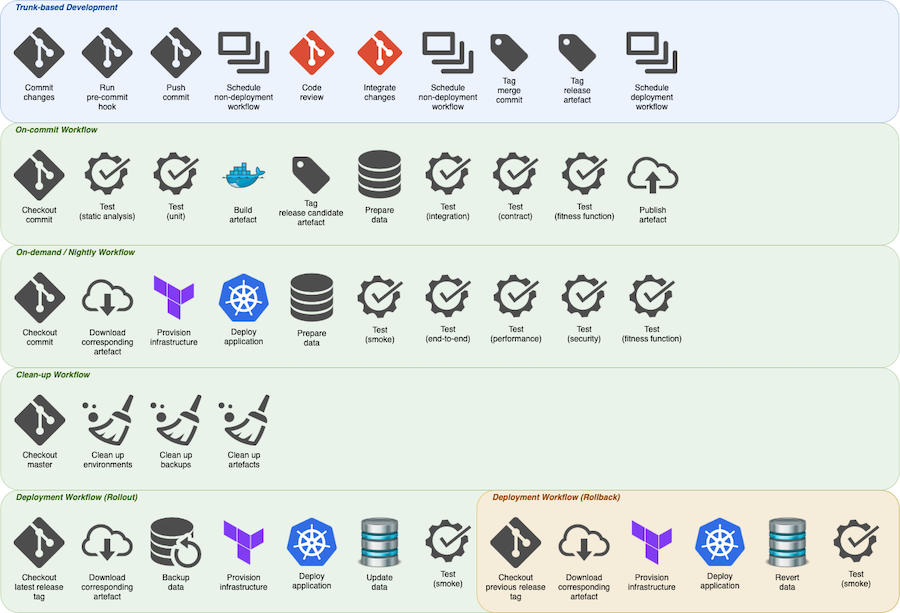 Trunk-based Development
Commit
changes
Run
pre-commit
hook
Push
commit
Schedule
non-deployment
workflow
Code
review
Integrate
changes
Schedule
non-deployment
workflow
Tag
merge
commit
Tag
release
artefact
Schedule
deployment
workflow
On-commit Workflow
Checkout
commit
Test
(static analysis)
Test
(unit)
Build
artefact
Tag
release candidate
artefact
Prepare
data
Test
(integration)
Test
(contract)
Test
(fitness function)
Publish
artefact
On-demand / Nightly Workflow
Checkout
commit
Download
corresponding
artefact
Provision
infrastructure
Deploy
application
Prepare
data
Test
(smoke)
Test
(end-to-end)
Test
(performance)
Test
(security)
Test
(fitness function)
Clean-up Workflow
Checkout
master
Clean up
environments
Clean up
backups
Clean up
artefacts
Deployment Workflow (Rollout)
Checkout
latest release
tag
Download
corresponding
artefact
Backup
data
Provision
infrastructure
Deploy
application
Update
data
Test
(smoke)
Deployment Workflow (Rollback)
Checkout
previous release
tag
Download
corresponding
artefact
Provision
infrastructure
Deploy
application
Revert
data
Test
(smoke)